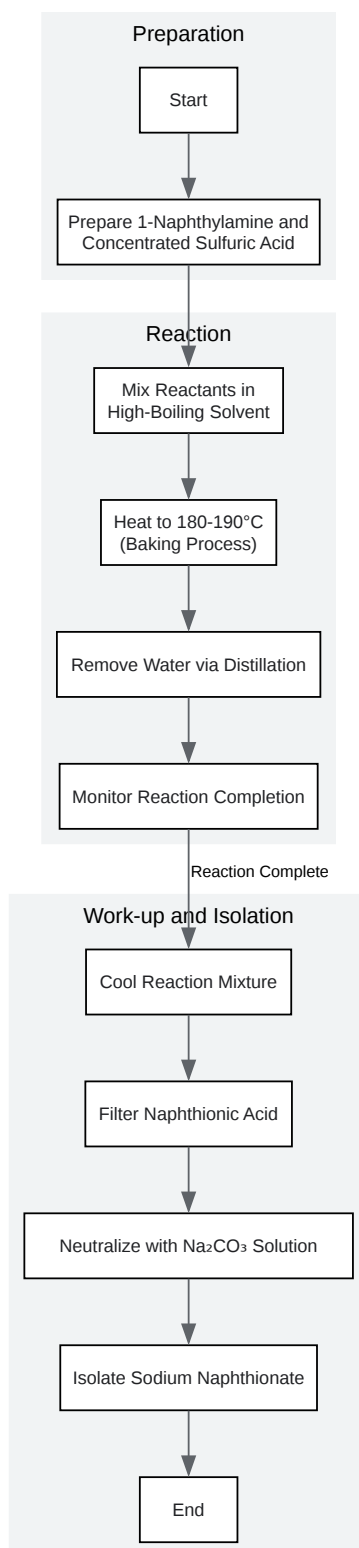 Preparation
Start
Prepare 1-Naphthylamine and
Concentrated Sulfuric Acid
Reaction
Mix Reactants in
High-Boiling Solvent
Heat to 180-190°C
(Baking Process)
Remove Water via Distillation
Monitor Reaction Completion
Reaction Complete
Work-up and Isolation
Cool Reaction Mixture
Filter Naphthionic Acid
Neutralize with Na₂CO₃ Solution
Isolate Sodium Naphthionate
End